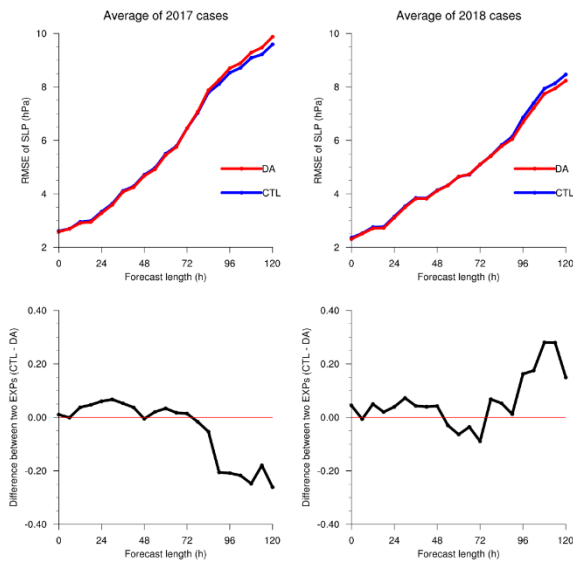 Average of 2017 cases
Average of 2018 cases
RMSE of SLP (hPa)
10
8
6
4
2
DA
CTL
0 24 48 72 96 120
Forecast length (h)
RMSE of SLP (hPa)
10
8
6
4
2
DA
CTL
0 24 48 72 96 120
Forecast length (h)
Difference between two EXPs (CTL - DA)
0.40
0.20
0.00
-0.20
-0.40
0 24 48 72 96 120
Forecast length (h)
Difference between two EXPs (CTL - DA)
0.40
0.20
0.00
-0.20
-0.40
0 24 48 72 96 120
Forecast length (h)